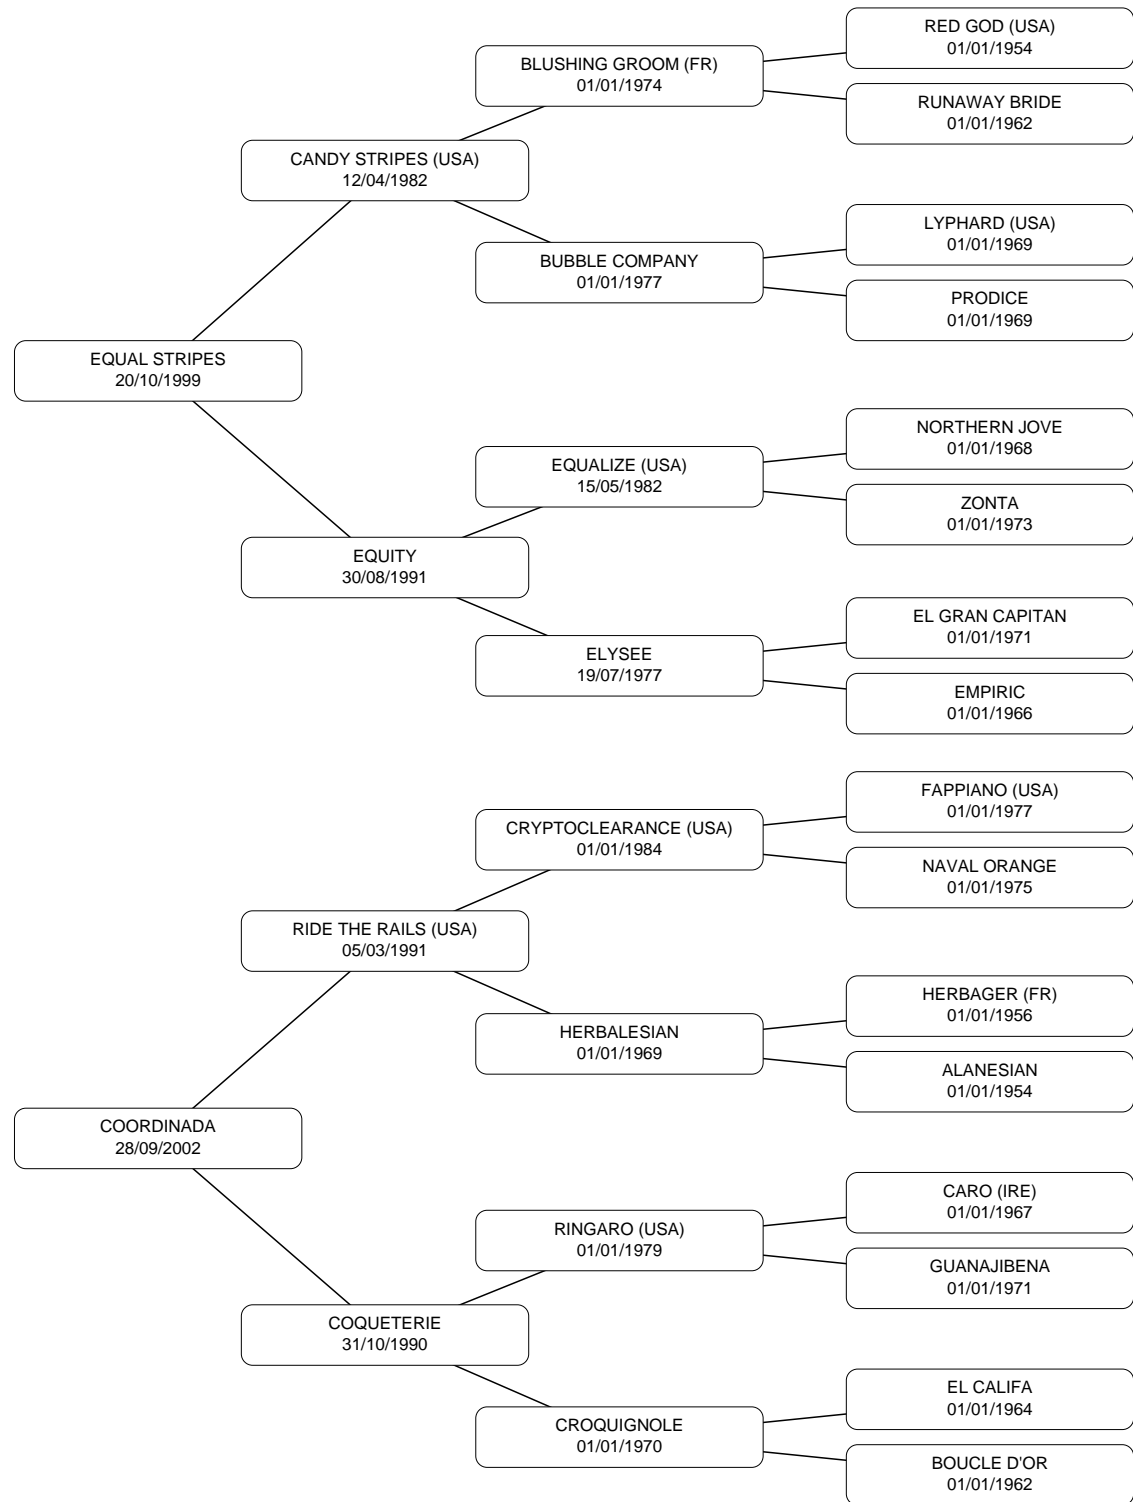 RED GOD (USA)
01/01/1954
BLUSHING GROOM (FR)
01/01/1974
RUNAWAY BRIDE
01/01/1962
CANDY STRIPES (USA)
12/04/1982
LYPHARD (USA)
01/01/1969
BUBBLE COMPANY
01/01/1977
PRODICE
01/01/1969
EQUAL STRIPES
20/10/1999
NORTHERN JOVE
01/01/1968
EQUALIZE (USA)
15/05/1982
ZONTA
01/01/1973
EQUITY
30/08/1991
EL GRAN CAPITAN
01/01/1971
ELYSEE
19/07/1977
EMPIRIC
01/01/1966
FAPPIANO (USA)
01/01/1977
CRYPTOCLEARANCE (USA)
01/01/1984
NAVAL ORANGE
01/01/1975
RIDE THE RAILS (USA)
05/03/1991
HERBAGER (FR)
01/01/1956
HERBALESIAN
01/01/1969
ALANESIAN
01/01/1954
COORDINADA
28/09/2002
CARO (IRE)
01/01/1967
RINGARO (USA)
01/01/1979
GUANAJIBENA
01/01/1971
COQUETERIE
31/10/1990
EL CALIFA
01/01/1964
CROQUIGNOLE
01/01/1970
BOUCLE D'OR
01/01/1962